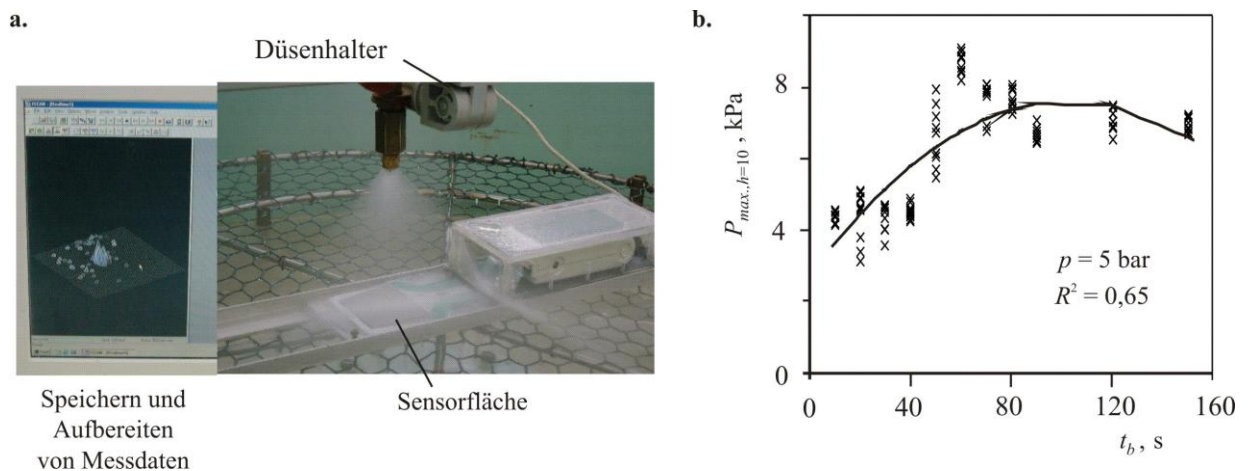 a.
Düsenhalter
Speichern und
Aufbereiten
von Messdaten
Sensorfläche
b.
P max., h=10 , kPa
8
4
0
0
40
80
120
160
p = 5 bar
R² = 0,65
t_b, s